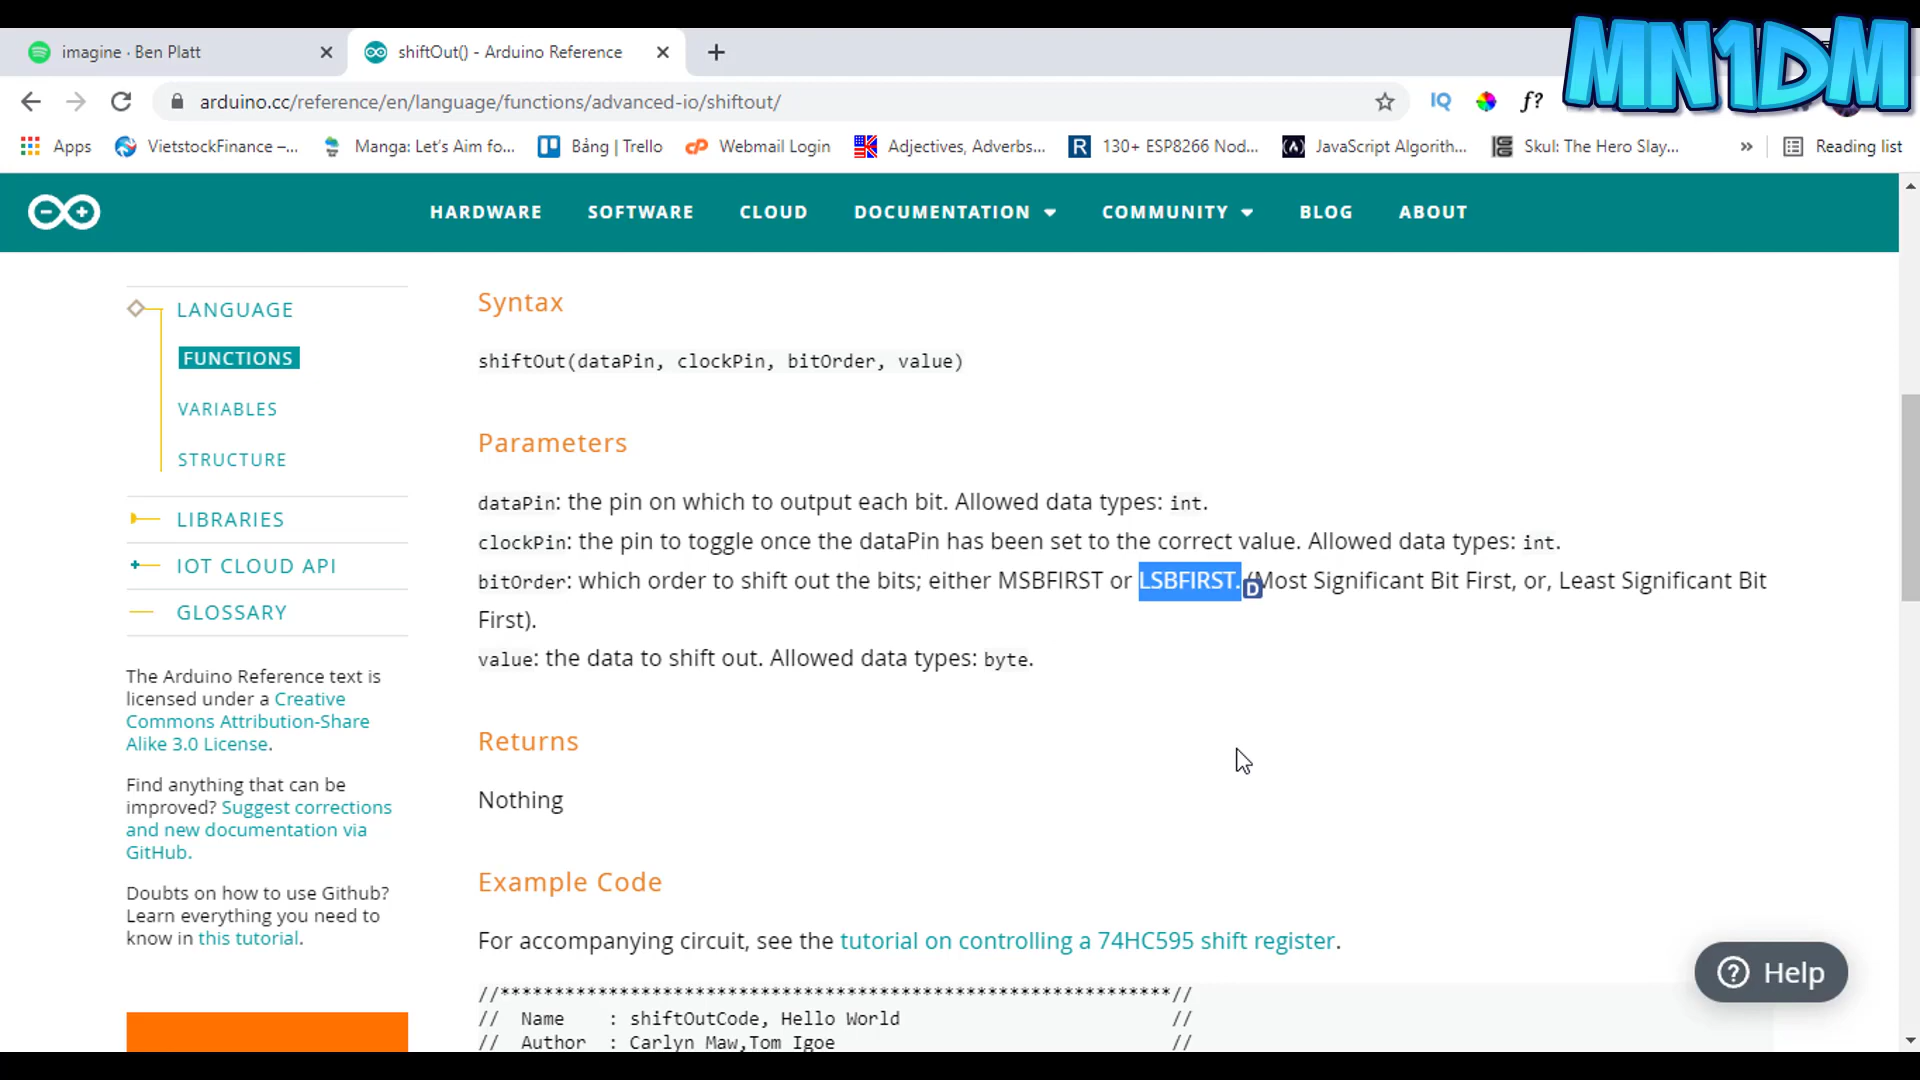 imagine · Ben Platt
shiftOut() - Arduino Reference
MN1DM
arduino.cc/reference/en/language/functions/advanced-io/shiftout/
IQ
f?
Apps
VietstockFinance –...
Manga: Let's Aim fo...
Bảng | Trello
Webmail Login
Adjectives, Adverbs...
130+ ESP8266 Nod...
JavaScript Algorith...
Skul: The Hero Slay...
»
Reading list
HARDWARE
SOFTWARE
CLOUD
DOCUMENTATION
COMMUNITY
BLOG
ABOUT
LANGUAGE
FUNCTIONS
VARIABLES
STRUCTURE
LIBRARIES
IOT CLOUD API
GLOSSARY
The Arduino Reference text is
licensed under a Creative
Commons Attribution-Share
Alike 3.0 License.
Find anything that can be
improved? Suggest corrections
and new documentation via
GitHub.
Doubts on how to use Github?
Learn everything you need to
know in this tutorial.
Syntax
shiftOut(dataPin, clockPin, bitOrder, value)
Parameters
dataPin: the pin on which to output each bit. Allowed data types: int.
clockPin: the pin to toggle once the dataPin has been set to the correct value. Allowed data types: int.
bitOrder: which order to shift out the bits; either MSBFIRST or LSBFIRST. (Most Significant Bit First, or, Least Significant Bit
First).
value: the data to shift out. Allowed data types: byte.
Returns
Nothing
Example Code
For accompanying circuit, see the tutorial on controlling a 74HC595 shift register.
//**************************************************************//
// Name : shiftOutCode, Hello World //
// Author : Carlyn Maw,Tom Igoe //
Help